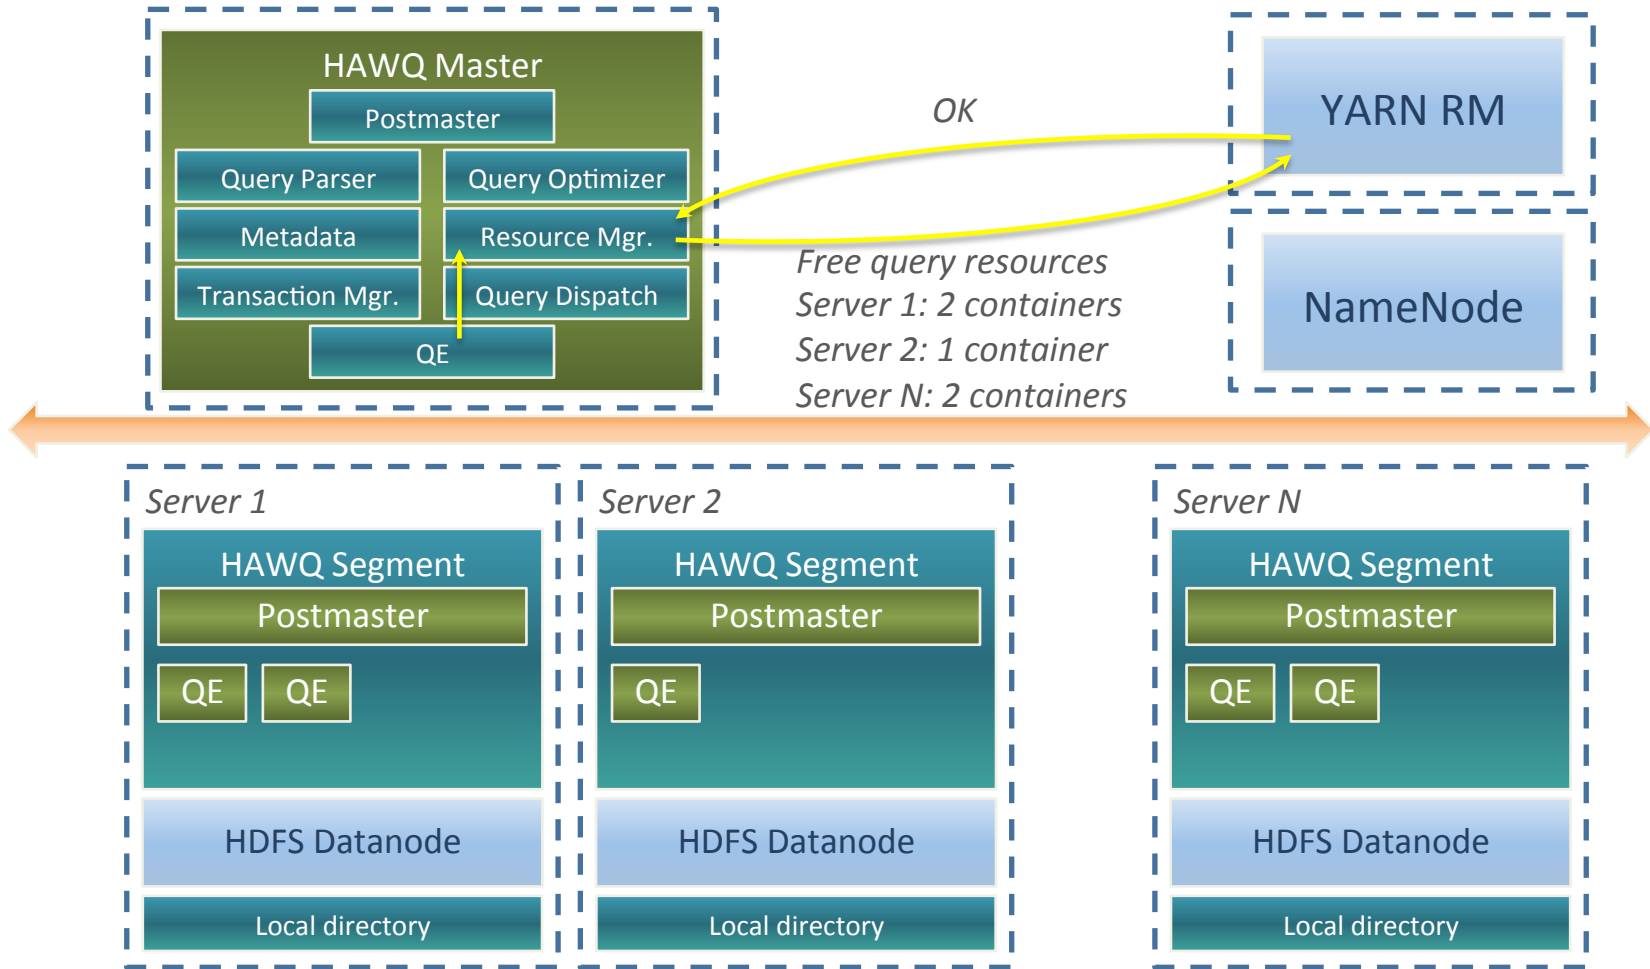 HAWQ Master
Postmaster
Query Parser
Query Optimizer
Metadata
Resource Mgr.
Transaction Mgr.
Query Dispatch
QE
OK
Free query resources
Server 1: 2 containers
Server 2: 1 container
Server N: 2 containers
YARN RM
NameNode
Server 1
HAWQ Segment
Postmaster
QE
QE
HDFS Datanode
Local directory
Server 2
HAWQ Segment
Postmaster
QE
HDFS Datanode
Local directory
Server N
HAWQ Segment
Postmaster
QE
QE
HDFS Datanode
Local directory